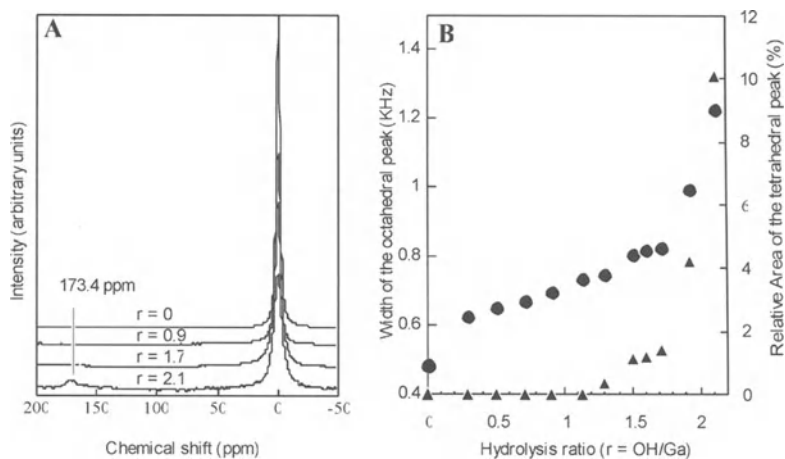 A
Intensity (arbitrary units)
173.4 ppm
r = 0
r = 0.9
r = 1.7
r = 2.1
200 150 100 50 0 -50
Chemical shift (ppm)
B
Width of the octahedral peak (KHz)
1.4
1.2
1
0.8
0.6
0.4
0 0.5 1 1.5 2
Hydrolysis ratio (r = OH/Ga)
12
10
8
6
4
2
0
Relative Area of the tetrahedral peak (%)